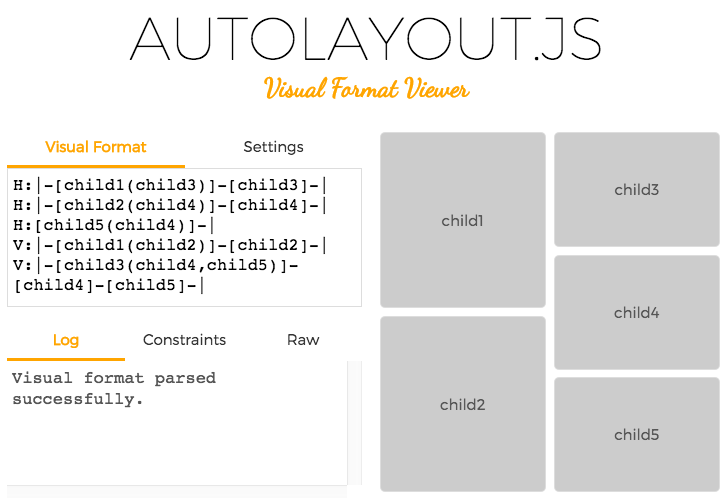 AUTOLAYOUT.JS
Visual Format Viewer
Visual Format
Settings
H:|-[child1(child3)]-[child3]-|
H:|-[child2(child4)]-[child4]-|
H:[child5(child4)]-|
V:|-[child1(child2)]-[child2]-|
V:|-[child3(child4,child5)]-
[child4]-[child5]-|
Log
Constraints
Raw
Visual format parsed
successfully.
child1
child2
child3
child4
child5